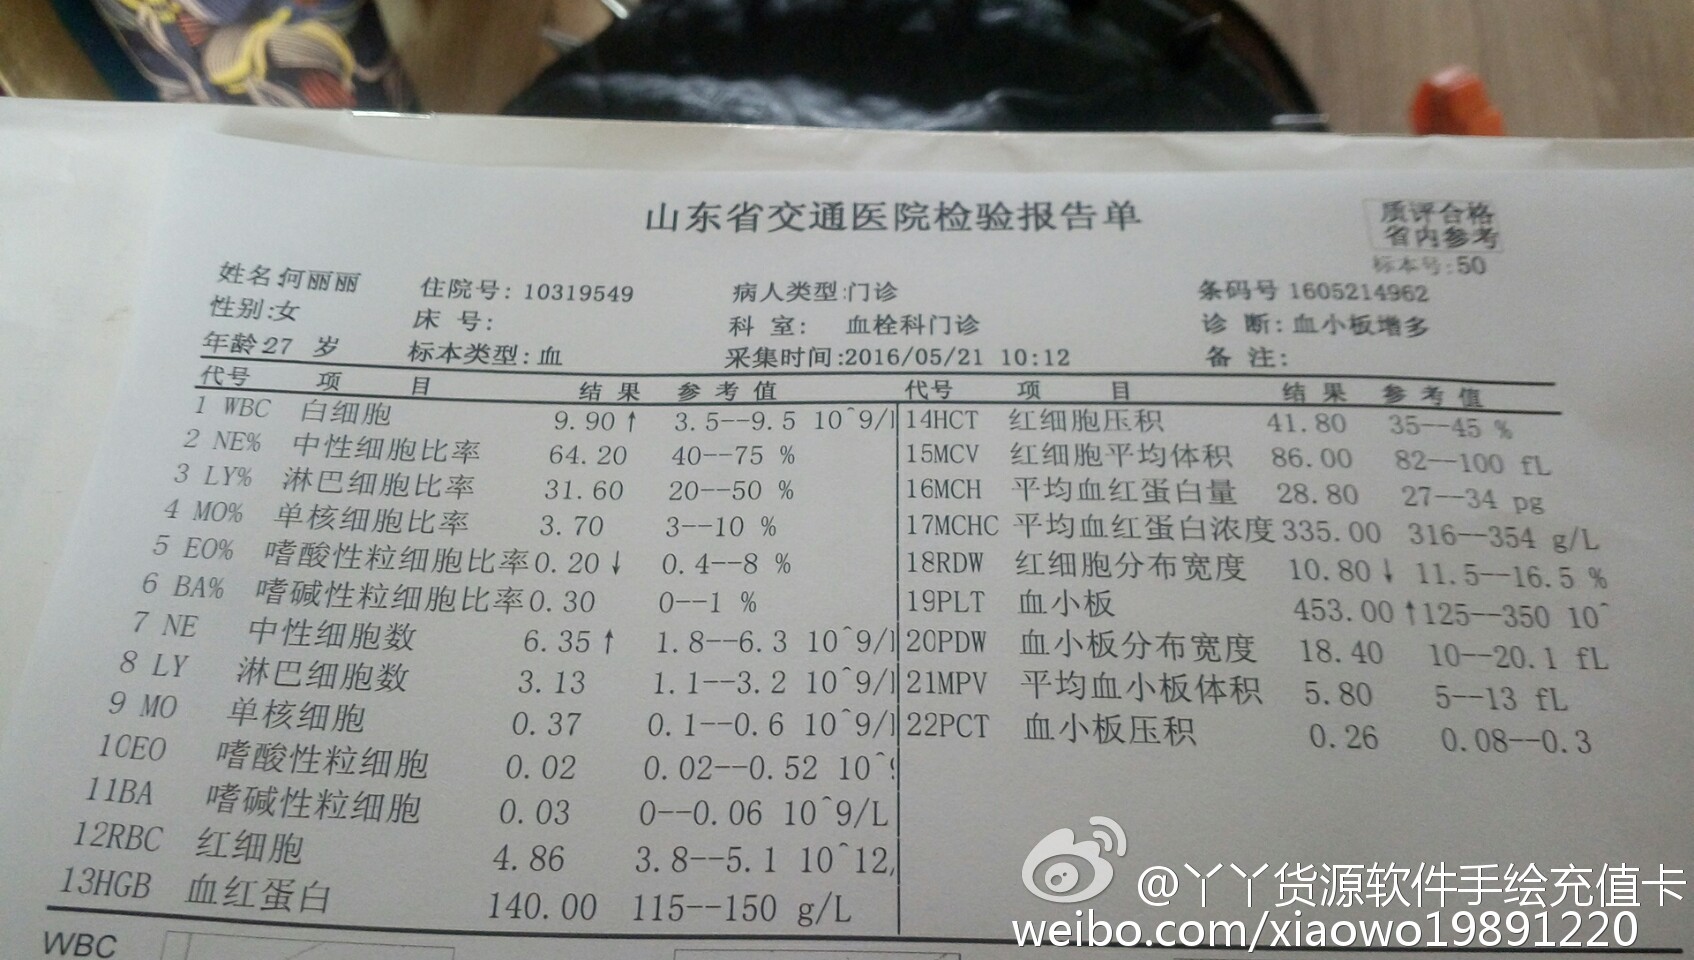 山东省交通医院检验报告单
质评合格
省内参考
标本号:50
姓名:何丽丽 住院号: 10319549 病人类型:门诊 条码号 1605214962
性别:女 床 号: 科 室: 血栓科门诊 诊 断:血小板增多
年龄27 岁 标本类型:血 采集时间:2016/05/21 10:12 备 注:
代号 项 目 结果 参考值 代号 项 目 结果 参考值
1 WBC 白细胞 9.90↑ 3.5--9.5 10^9/l 14HCT 红细胞压积 41.80 35--45 %
2 NE% 中性细胞比率 64.20 40--75 % 15MCV 红细胞平均体积 86.00 82--100 fL
3 LY% 淋巴细胞比率 31.60 20--50 % 16MCH 平均血红蛋白量 28.80 27--34 pg
4 MO% 单核细胞比率 3.70 3--10 % 17MCHC 平均血红蛋白浓度 335.00 316--354 g/L
5 EO% 嗜酸性粒细胞比率 0.20↓ 0.4--8 % 18RDW 红细胞分布宽度 10.80↓ 11.5--16.5 %
6 BA% 嗜碱性粒细胞比率 0.30 0--1 % 19PLT 血小板 453.00↑ 125--350 10^
7 NE 中性细胞数 6.35↑ 1.8--6.3 10^9/l 20PDW 血小板分布宽度 18.40 10--20.1 fL
8 LY 淋巴细胞数 3.13 1.1--3.2 10^9/l 21MPV 平均血小板体积 5.80 5--13 fL
9 MO 单核细胞 0.37 0.1--0.6 10^9/l 22PCT 血小板压积 0.26 0.08--0.3
10EO 嗜酸性粒细胞 0.02 0.02--0.52 10^9
11BA 嗜碱性粒细胞 0.03 0--0.06 10^9/L
12RBC 红细胞 4.86 3.8--5.1 10^12/
13HGB 血红蛋白 140.00 115--150 g/L
WBC
@丫丫货源软件手绘充值卡
weibo.com/xiaowo19891220